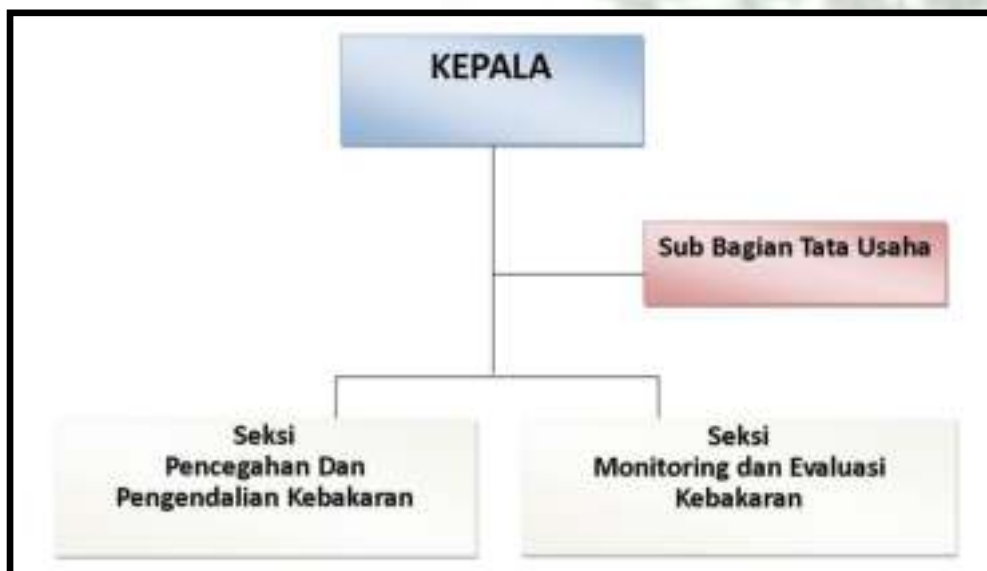 KEPALA
Sub Bagian Tata Usaha
Seksi
Pencegahan Dan
Pengendalian Kebakaran
Seksi
Monitoring dan Evaluasi
Kebakaran